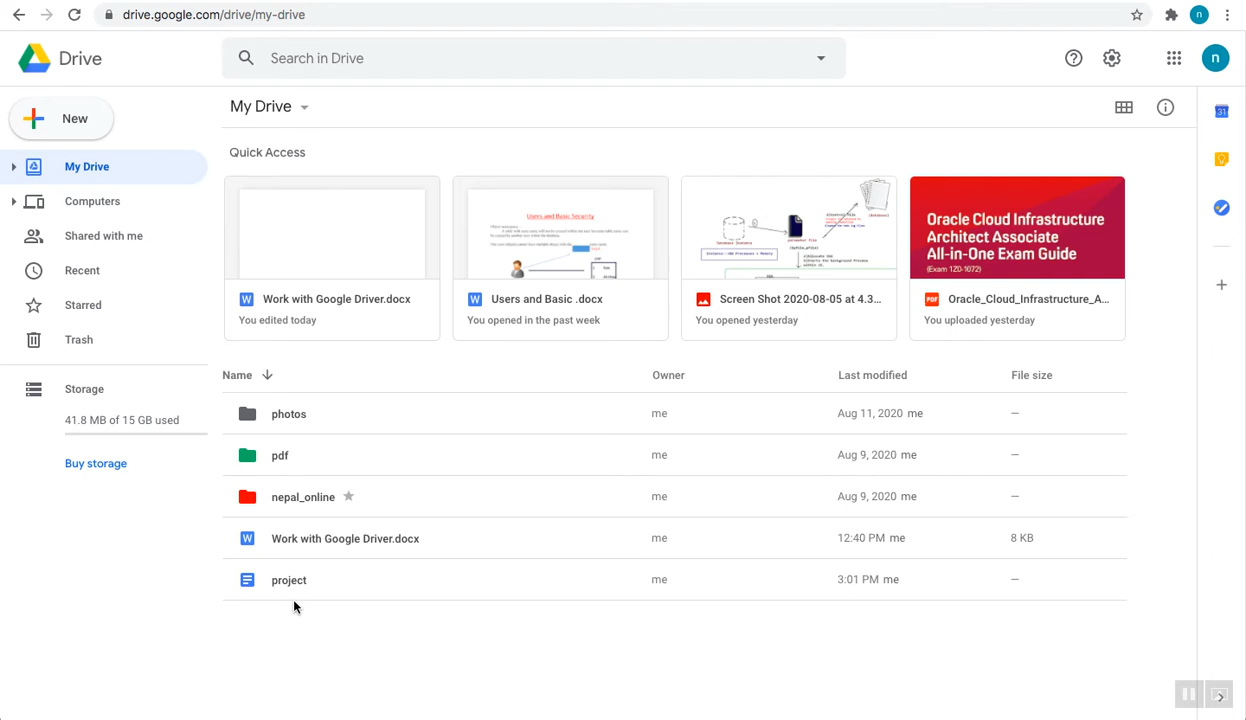 drive.google.com/drive/my-drive
n
Drive
Search in Drive
n
New
My Drive
Computers
Shared with me
Recent
Starred
Trash
Storage
41.8 MB of 15 GB used
Buy storage
My Drive
31
Quick Access
Users and Basic Security
Oracle Cloud Infrastructure
Architect Associate
All-in-One Exam Guide
(Exam 1Z0-1072)
W Work with Google Driver.docx
You edited today
W Users and Basic .docx
You opened in the past week
Screen Shot 2020-08-05 at 4.3...
You opened yesterday
PDF Oracle_Cloud_Infrastructure_A...
You uploaded yesterday
Name Owner Last modified File size
photos me Aug 11, 2020 me —
pdf me Aug 9, 2020 me —
nepal_online me Aug 9, 2020 me —
W Work with Google Driver.docx me 12:40 PM me 8 KB
project me 3:01 PM me —